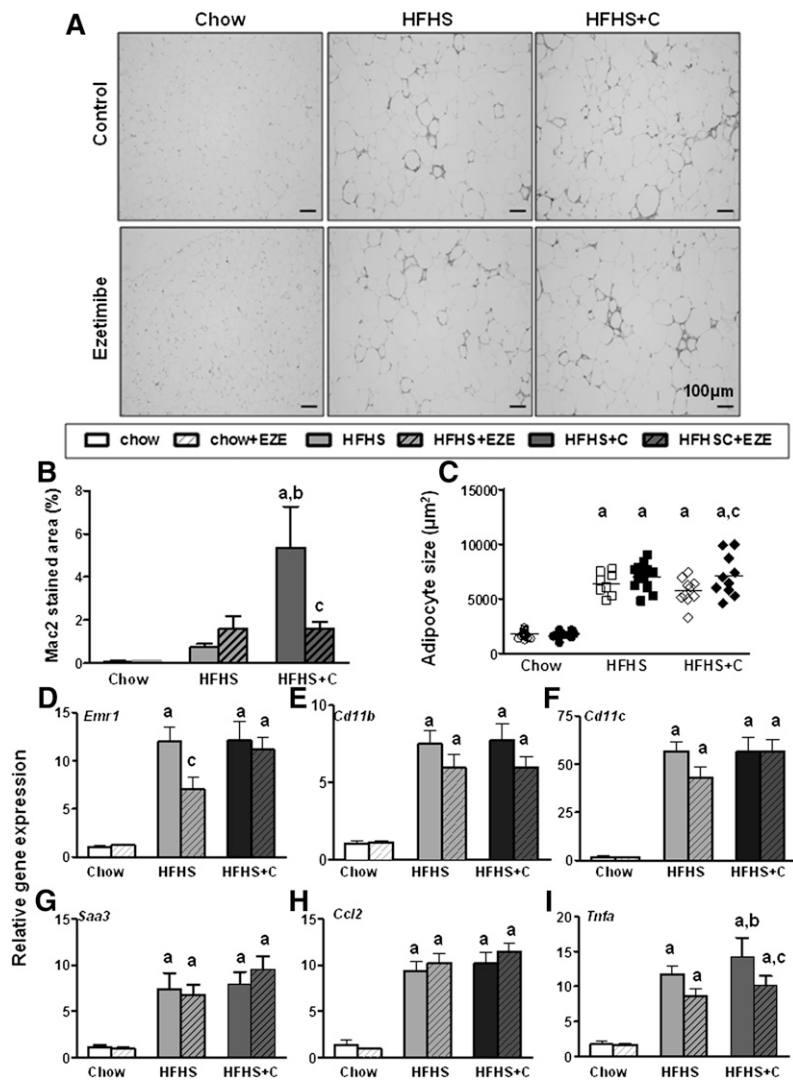 A
Chow HFHS HFHS+C
Control
Ezetimibe
100µm
chow chow+EZE HFHS HFHS+EZE HFHS+C HFHSC+EZE
B
Mac2 stained area (%)
8
6
4
2
0
a,b
c
Chow HFHS HFHS+C
C
Adipocyte size (µm²)
15000
10000
5000
0
a a a a,c
Chow HFHS HFHS+C
Relative gene expression
D
Emr1
15
10
5
0
a c a a
Chow HFHS HFHS+C
E
Cd11b
10
5
0
a a a a
Chow HFHS HFHS+C
F
Cd11c
75
50
25
0
a a a a
Chow HFHS HFHS+C
G
Saa3
15
10
5
0
a a a a
Chow HFHS HFHS+C
H
Ccl2
15
10
5
0
a a a a
Chow HFHS HFHS+C
I
Tnfa
20
15
10
5
0
a a a,b a,c
Chow HFHS HFHS+C